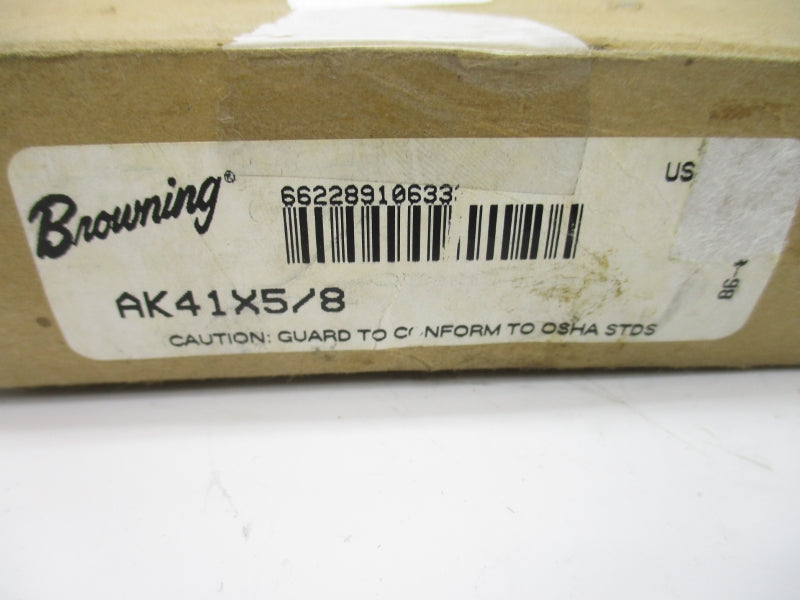 Browning®
66228910633
US
AK41X5/8
CAUTION: GUARD TO CONFORM TO OSHA STDS